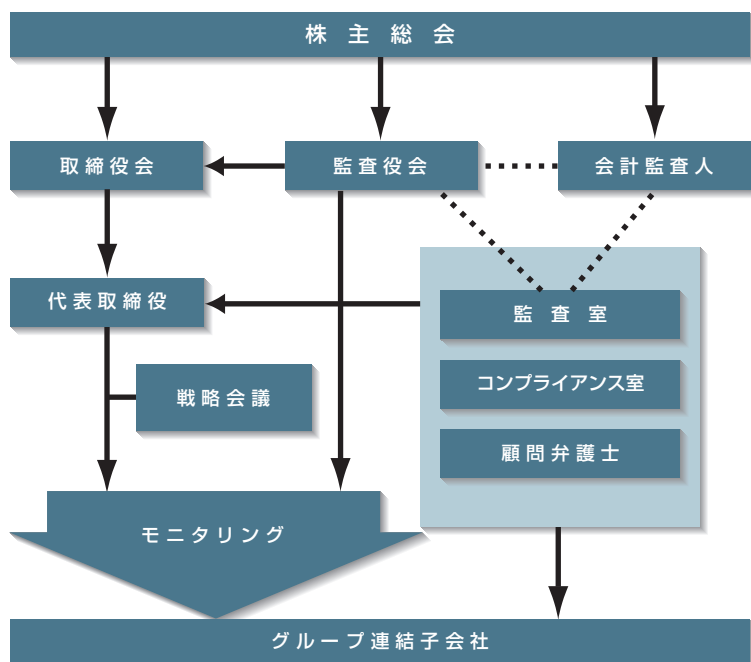 株主総会
取締役会
監査役会
会計監査人
代表取締役
監査室
戦略会議
コンプライアンス室
顧問弁護士
モニタリング
グループ連結子会社